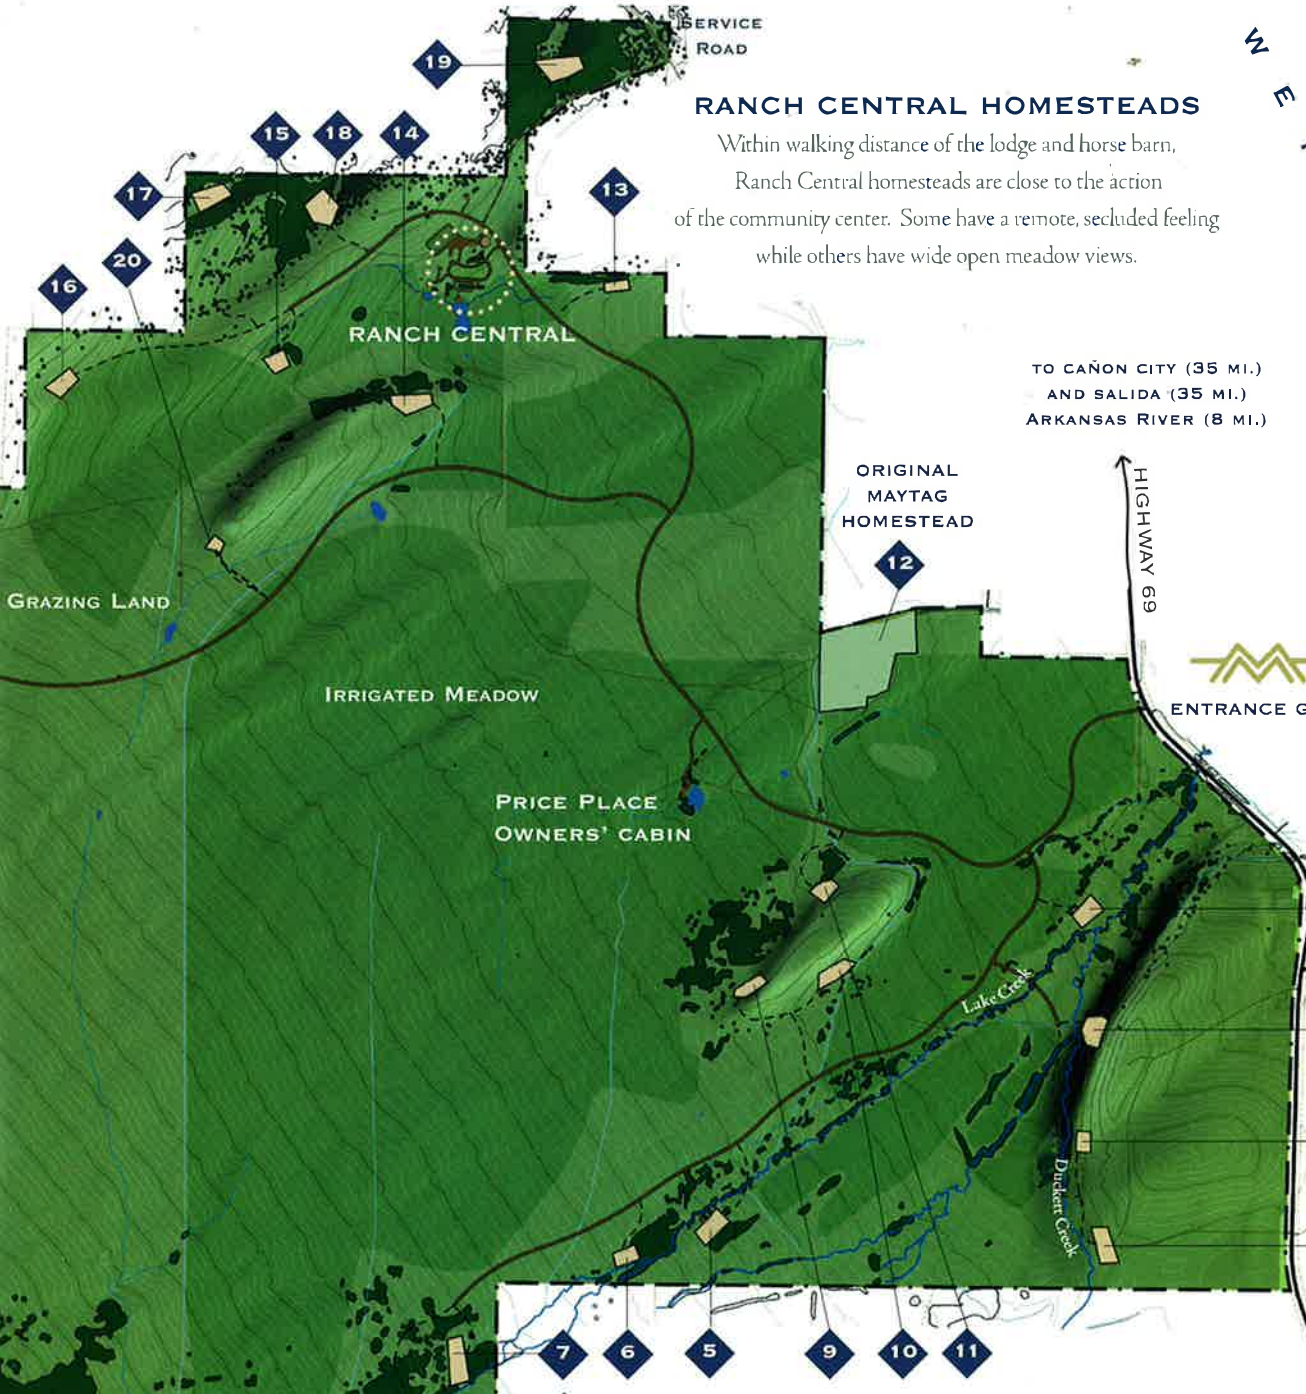 SERVICE
ROAD
W
E
19
RANCH CENTRAL HOMESTEADS
Within walking distance of the lodge and horse barn,
Ranch Central homesteads are close to the action
of the community center. Some have a remote, secluded feeling
while others have wide open meadow views.
15
18
14
17
13
20
16
RANCH CENTRAL
TO CAÑON CITY (35 MI.)
AND SALIDA (35 MI.)
ARKANSAS RIVER (8 MI.)
ORIGINAL
MAYTAG
HOMESTEAD
HIGHWAY 69
12
GRAZING LAND
IRRIGATED MEADOW
ENTRANCE G
PRICE PLACE
OWNERS' CABIN
Lake Creek
Duckett Creek
7
6
5
9
10
11